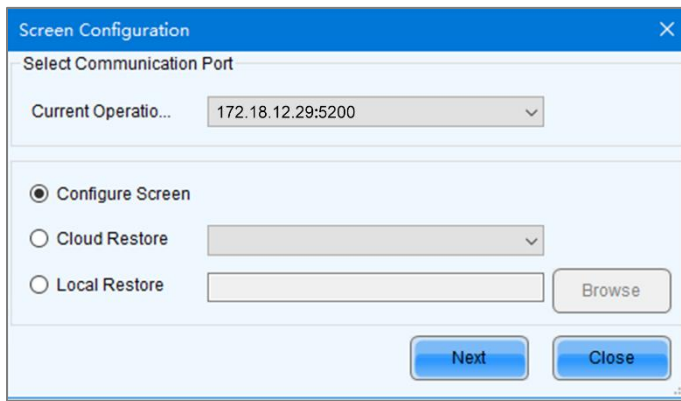 Screen Configuration
Select Communication Port
Current Operatio... 172.18.12.29:5200
Configure Screen
Cloud Restore
Local Restore Browse
Next Close